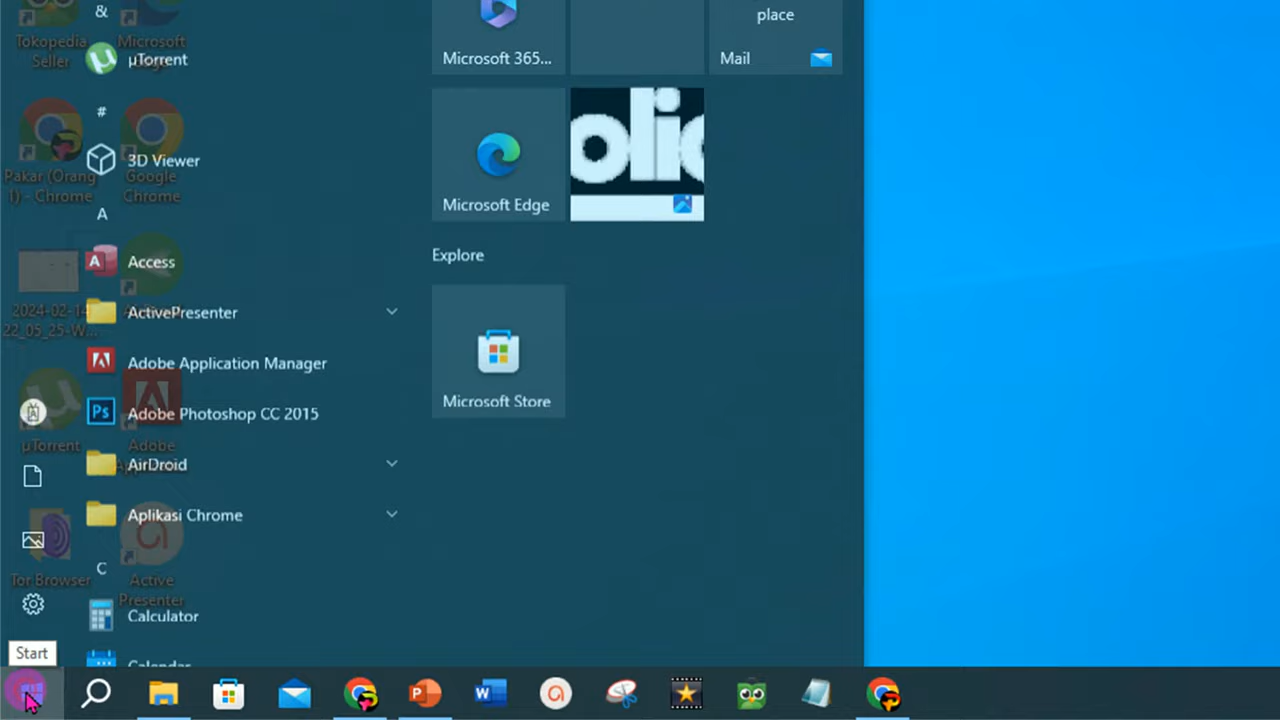 Tokopedia
Seller
Microsoft
&
µTorrent
#
3D Viewer
Pakar (Orang
1) - Chrome
Google
Chrome
A
Access
2024-02-14
22_05_25-W...
ActivePresenter
Adobe Application Manager
Adobe Photoshop CC 2015
µTorrent
Adobe
AirDroid
Aplikasi Chrome
Tor Browser
Active
Presenter
C
Calculator
Calendar
Start
Microsoft 365...
place
Mail
Microsoft Edge
olic
Explore
Microsoft Store